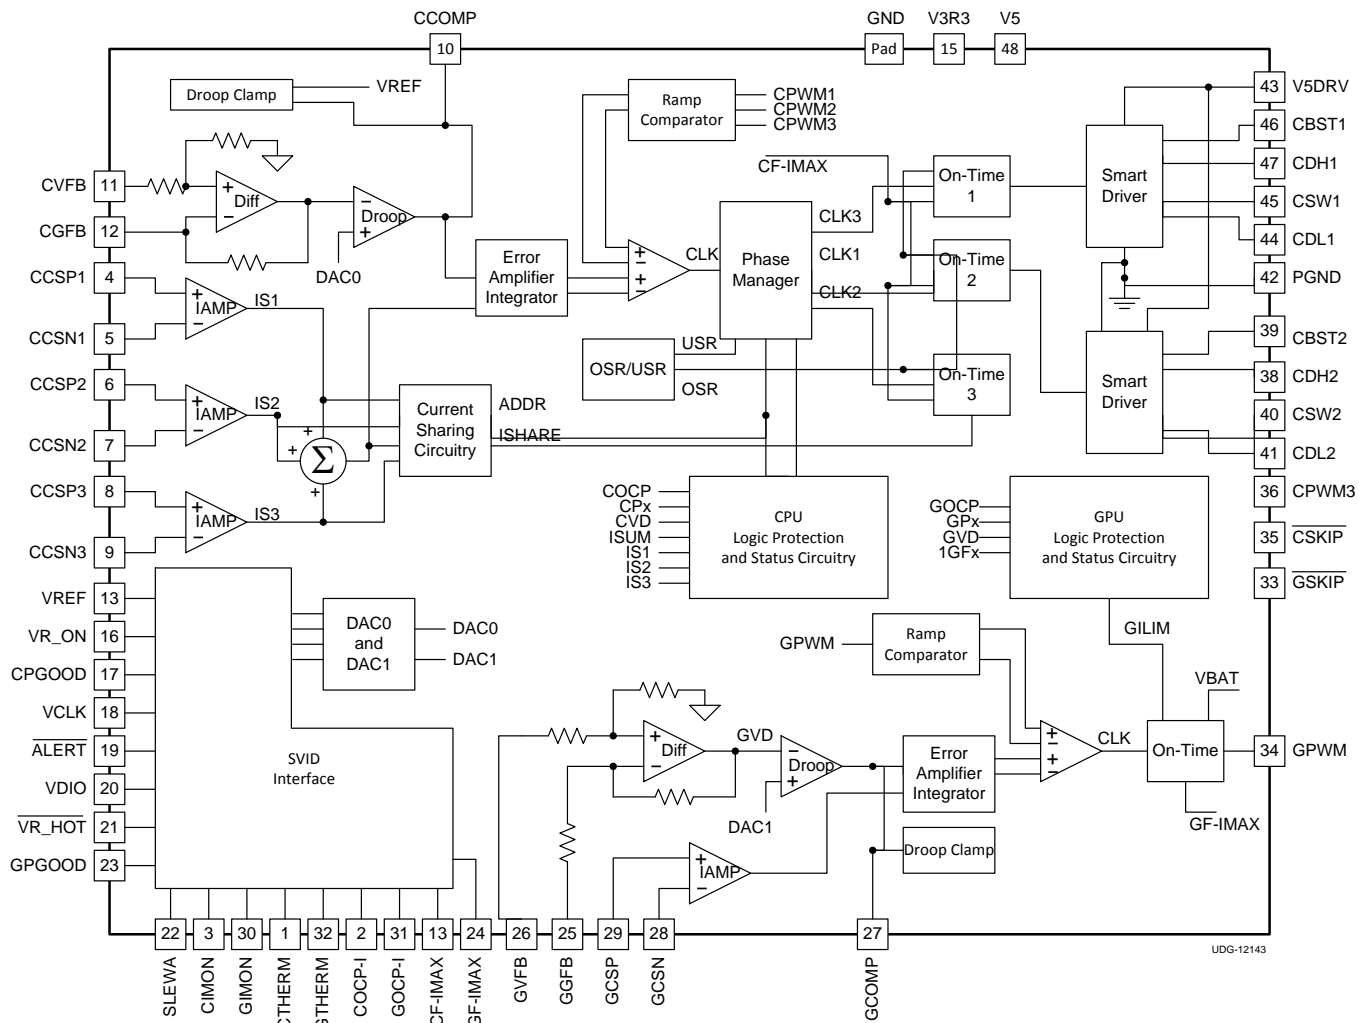 CCOMP
GND V3R3 V5
10
Pad 15 48
Droop Clamp
VREF
Ramp
Comparator
CPWM1
CPWM2
CPWM3
43 V5DRV
46 CBST1
47 CDH1
45 CSW1
44 CDL1
42 PGND
CVFB 11
CGFB 12
+
−
Diff
−
+
Droop
DAC0
CF-IMAX
On-Time
1
Smart
Driver
CLK3
CLK1
CLK2
Phase
Manager
On-Time
2
Error
Amplifier
Integrator
+
−
+
−
CLK
CCSP1 4
CCSN1 5
+
−
IAMP
IS1
USR
OSR/USR
OSR
On-Time
3
Smart
Driver
39 CBST2
38 CDH2
40 CSW2
41 CDL2
36 CPWM3
35 CSKIP
33 GSKIP
CCSP2 6
CCSN2 7
+
−
IAMP
IS2
+
+
Σ
+
Current
Sharing
Circuitry
ADDR
ISHARE
CCSP3 8
CCSN3 9
+
−
IAMP
IS3
COCP
CPx
CVD
ISUM
IS1
IS2
IS3
CPU
Logic Protection
and Status Circuitry
GOCP
GPx
GVD
1GFx
GPU
Logic Protection
and Status Circuitry
VREF 13
VR_ON 16
CPGOOD 17
VCLK 18
ALERT 19
VDIO 20
VR_HOT 21
GPGOOD 23
DAC0
and
DAC1
DAC0
DAC1
SVID
Interface
GPWM
Ramp
Comparator
GILIM
VBAT
+
−
Diff
GVD
−
+
Droop
DAC1
Error
Amplifier
Integrator
+
−
+
−
CLK
On-Time
34 GPWM
GF-IMAX
Droop Clamp
+
−
IAMP
22 3 30 1 32 2 31 13 24 26 25 29 28 27
UDG-12143
SLEWA
CIMON
GIMON
CTHERM
GTHERM
COCP-I
GOCP-I
CF-IMAX
GF-IMAX
GVFB
GGFB
GCSP
GCSN
GCOMP